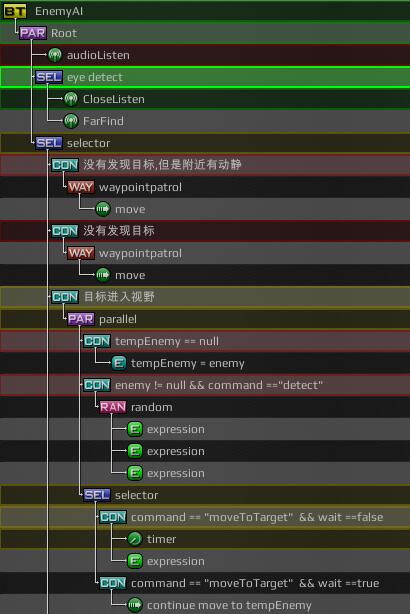 BT EnemyAI
PAR Root
audioListen
SEL eye detect
CloseListen
FarFind
SEL selector
CON 没有发现目标,但是附近有动静
WAY waypointpatrol
move
CON 没有发现目标
WAY waypointpatrol
move
CON 目标进入视野
PAR parallel
CON tempEnemy == null
E tempEnemy = enemy
CON enemy != null && command =="detect"
RAN random
E expression
E expression
E expression
SEL selector
CON command == "moveToTarget" && wait ==false
timer
E expression
CON command == "moveToTarget" && wait ==true
continue move to tempEnemy